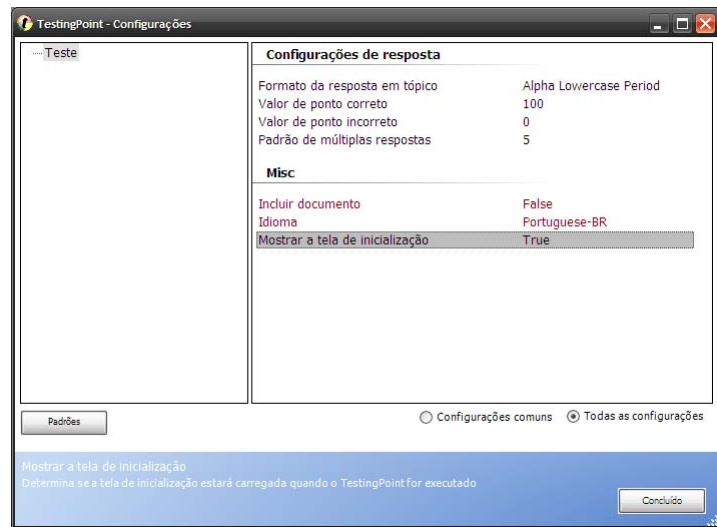 TestingPoint - Configurações
Teste
Configurações de resposta
Formato da resposta em tópico Alpha Lowercase Period
Valor de ponto correto 100
Valor de ponto incorreto 0
Padrão de múltiplas respostas 5
Misc
Incluir documento False
Idioma Portuguese-BR
Mostrar a tela de inicialização True
Padrões
Configurações comuns Todas as configurações
Mostrar a tela de inicialização
Determina se a tela de inicialização estará carregada quando o TestingPoint for executado
Concluído